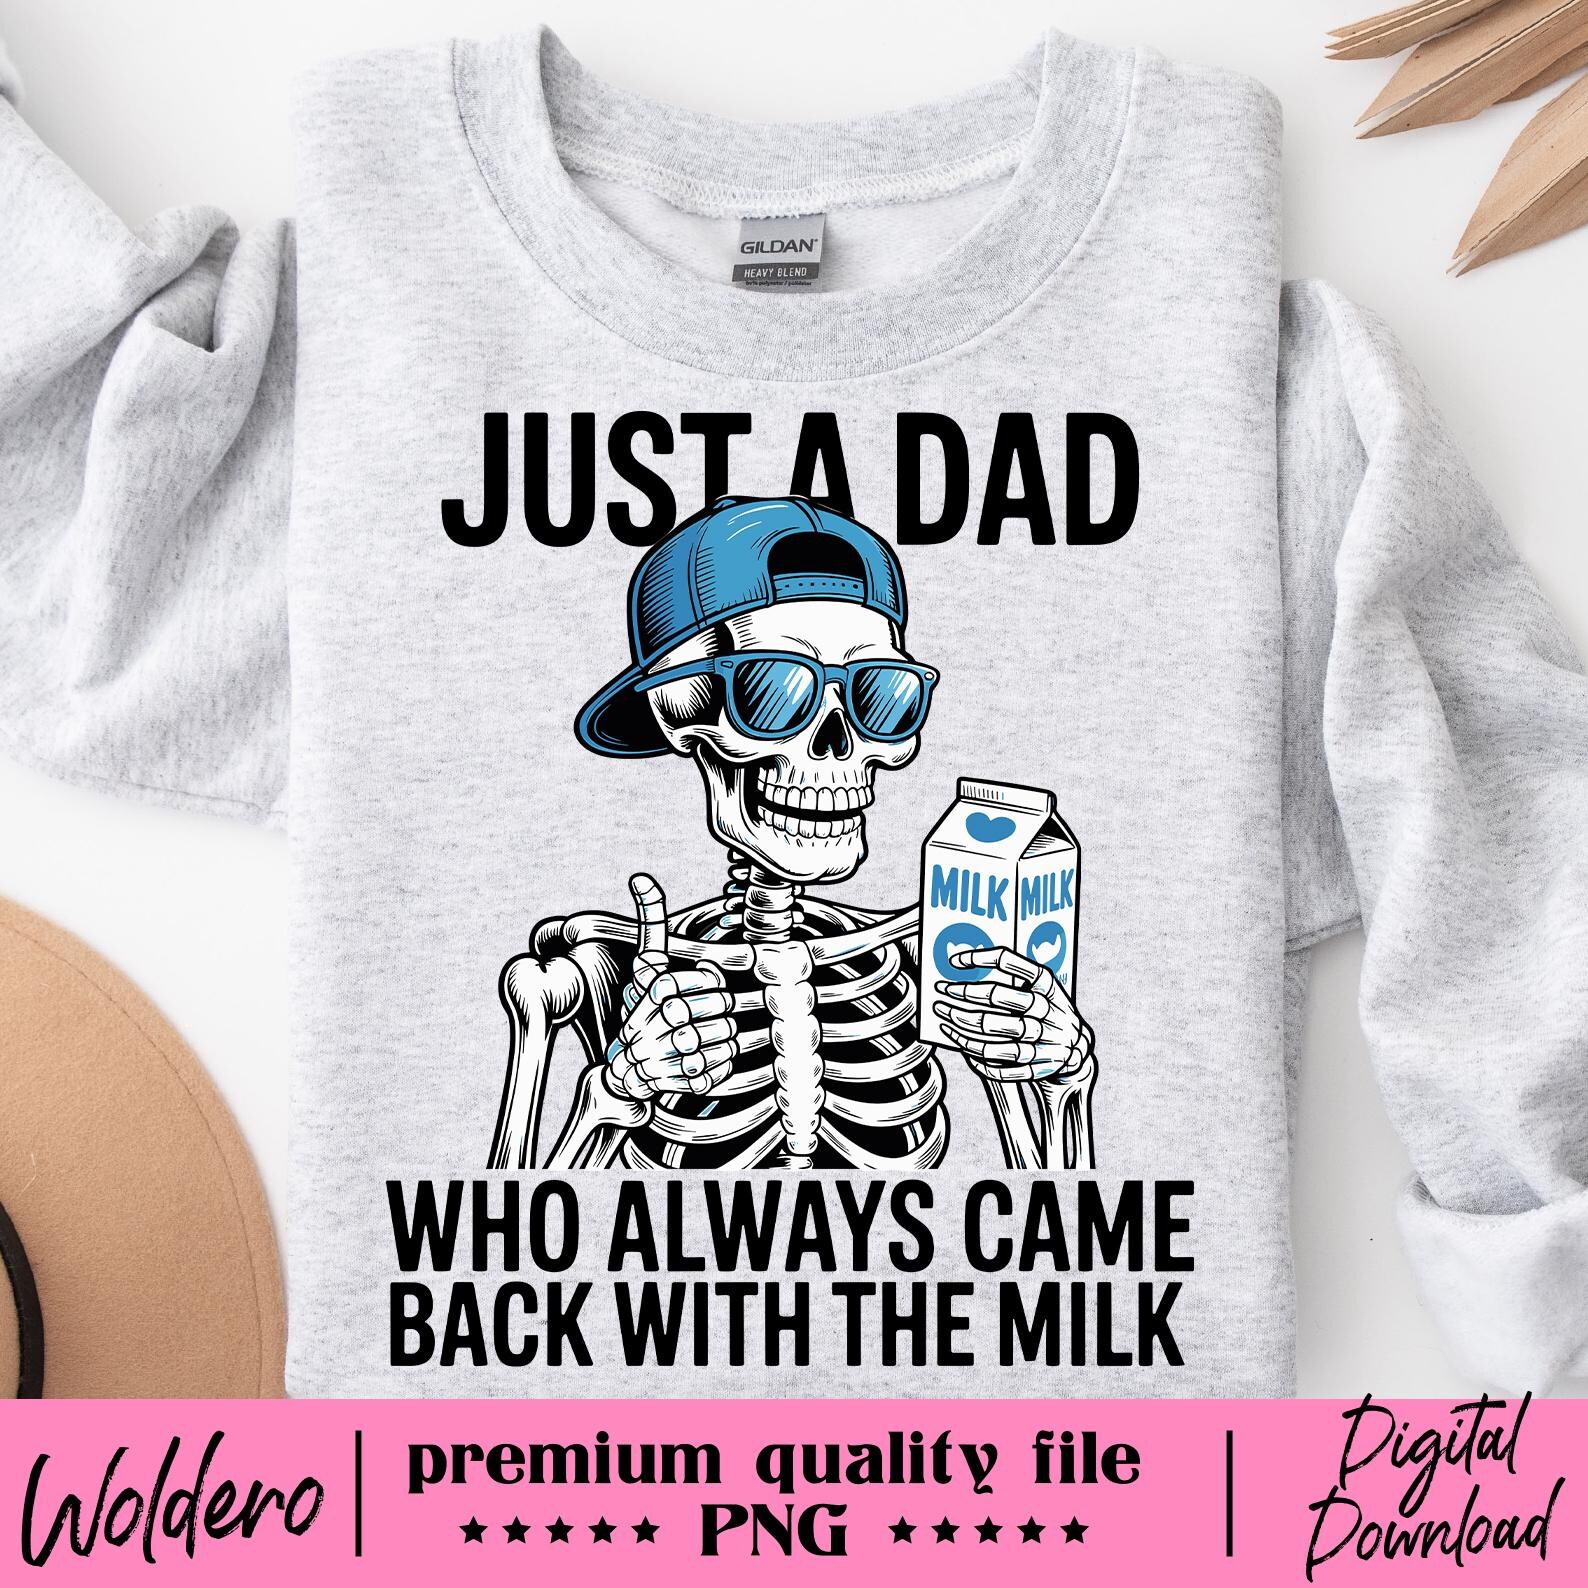 GILDAN
HEAVY BLEND
JUST A DAD
MILK MILK
WHO ALWAYS CAME
BACK WITH THE MILK
Woldero
premium quality file
PNG
Digital
Download